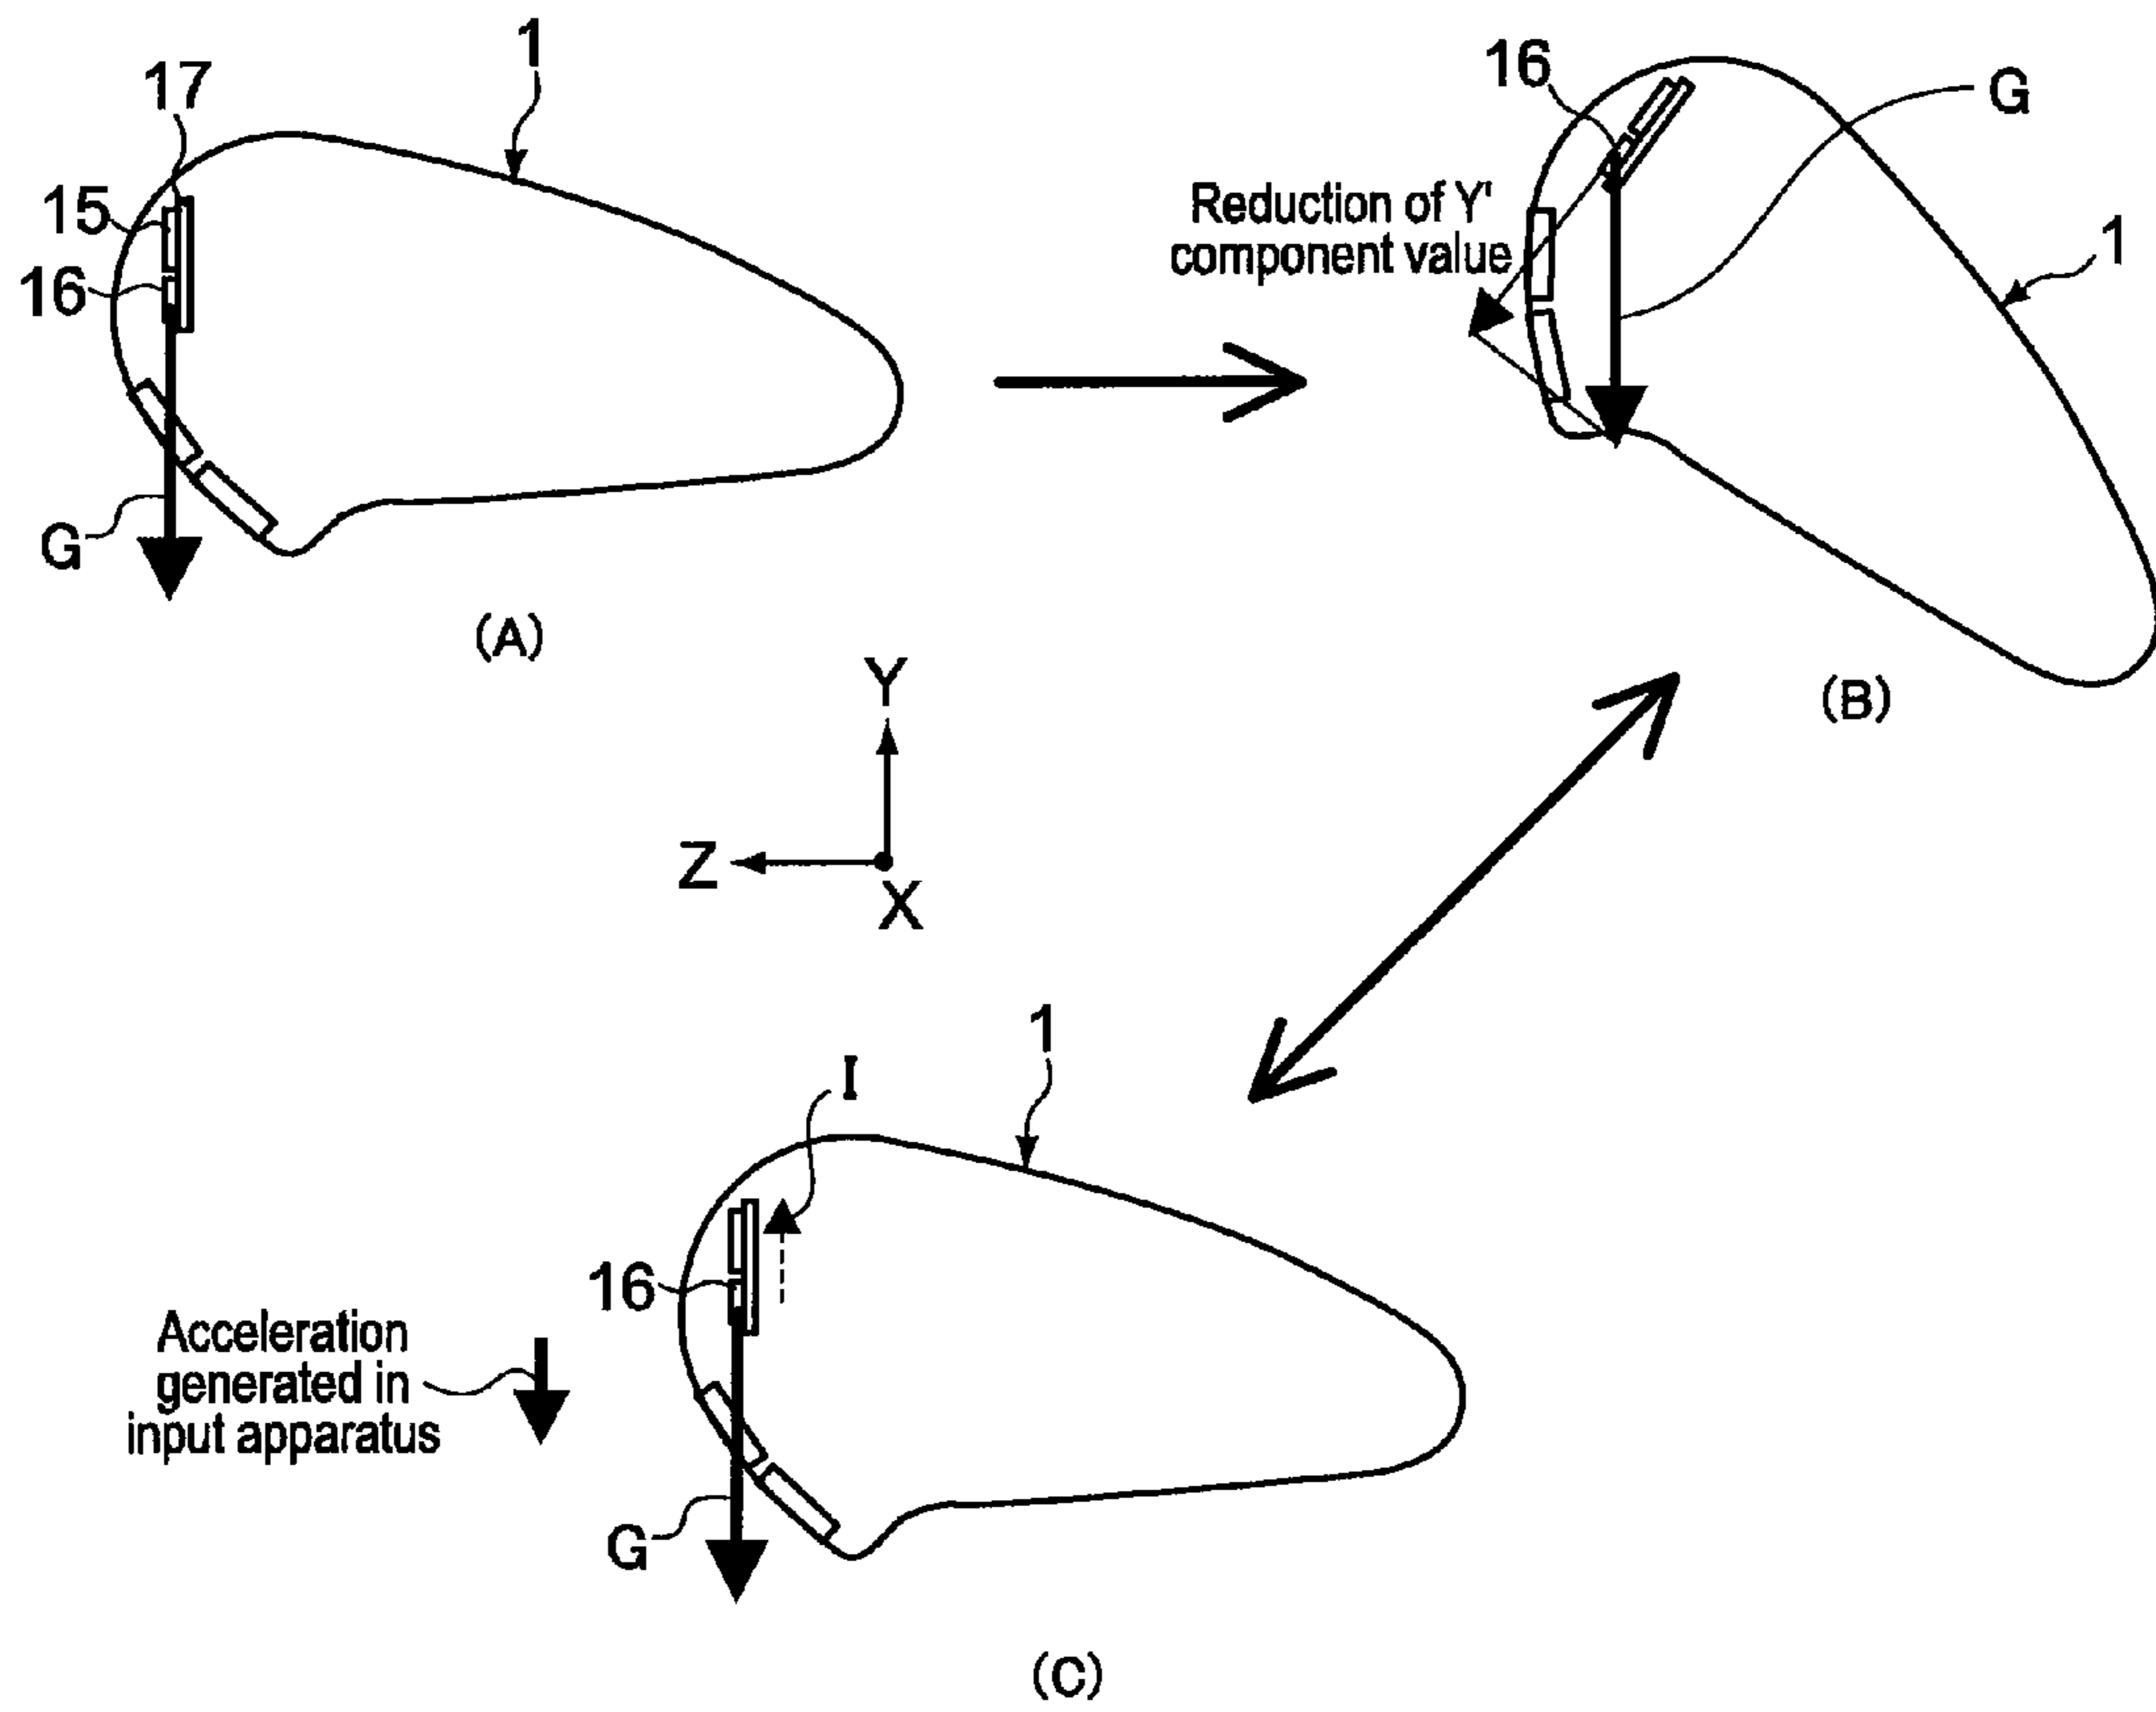 1
17
15
16
G
(A)
16
G
Reduction of Y'
component value
1
(B)
Y
Z
X
1
I
16
Acceleration
generated in
input apparatus
G
(C)